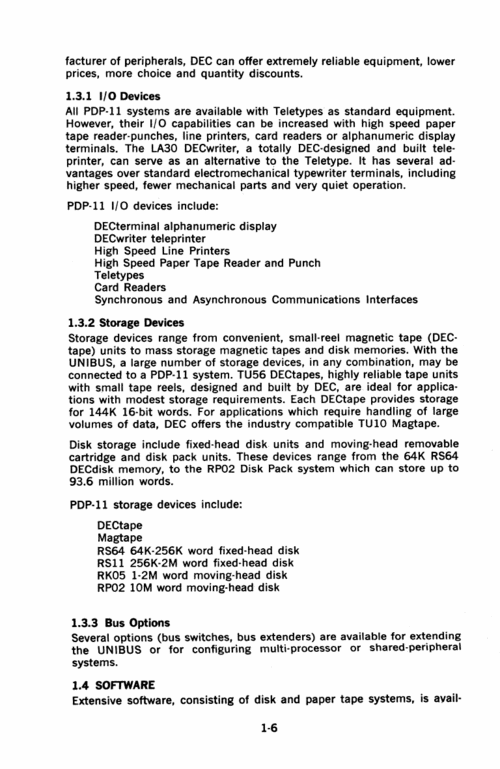 facturer of peripherals, DEC can offer extremely reliable equipment, lower
prices, more choice and quantity discounts.
1.3.1 I/O Devices
All PDP-11 systems are available with Teletypes as standard equipment.
However, their I/O capabilities can be increased with high speed paper
tape reader-punches, line printers, card readers or alphanumeric display
terminals. The LA30 DECwriter, a totally DEC-designed and built tele-
printer, can serve as an alternative to the Teletype. It has several ad-
vantages over standard electromechanical typewriter terminals, including
higher speed, fewer mechanical parts and very quiet operation.
PDP-11 I/O devices include:
DECterminal alphanumeric display
DECwriter teleprinter
High Speed Line Printers
High Speed Paper Tape Reader and Punch
Teletypes
Card Readers
Synchronous and Asynchronous Communications Interfaces
1.3.2 Storage Devices
Storage devices range from convenient, small-reel magnetic tape (DEC-
tape) units to mass storage magnetic tapes and disk memories. With the
UNIBUS, a large number of storage devices, in any combination, may be
connected to a PDP-11 system. TU56 DECtapes, highly reliable tape units
with small tape reels, designed and built by DEC, are ideal for applica-
tions with modest storage requirements. Each DECtape provides storage
for 144K 16-bit words. For applications which require handling of large
volumes of data, DEC offers the industry compatible TU10 Magtape.
Disk storage include fixed-head disk units and moving-head removable
cartridge and disk pack units. These devices range from the 64K RS64
DECdisk memory, to the RP02 Disk Pack system which can store up to
93.6 million words.
PDP-11 storage devices include:
DECtape
Magtape
RS64 64K-256K word fixed-head disk
RS11 256K-2M word fixed-head disk
RK05 1-2M word moving-head disk
RP02 10M word moving-head disk
1.3.3 Bus Options
Several options (bus switches, bus extenders) are available for extending
the UNIBUS or for configuring multi-processor or shared-peripheral
systems.
1.4 SOFTWARE
Extensive software, consisting of disk and paper tape systems, is avail-
1-6